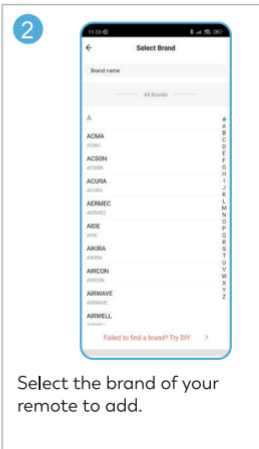 2
11:33
Select Brand
Brand name
All Brands
A
ACMA
ACMA
ACSON
ACSON
ACURA
ACURA
AERMEC
AERMEC
AIDE
AIDE
AIKIRA
AIKIRA
AIRCON
AIRCON
AIRWAVE
AIRWAVE
AIRWELL
A
B
C
D
E
F
G
H
I
J
K
L
M
N
O
P
Q
R
S
T
U
V
W
X
Y
Z
Failed to find a brand? Try DIY >
Select the brand of your
remote to add.